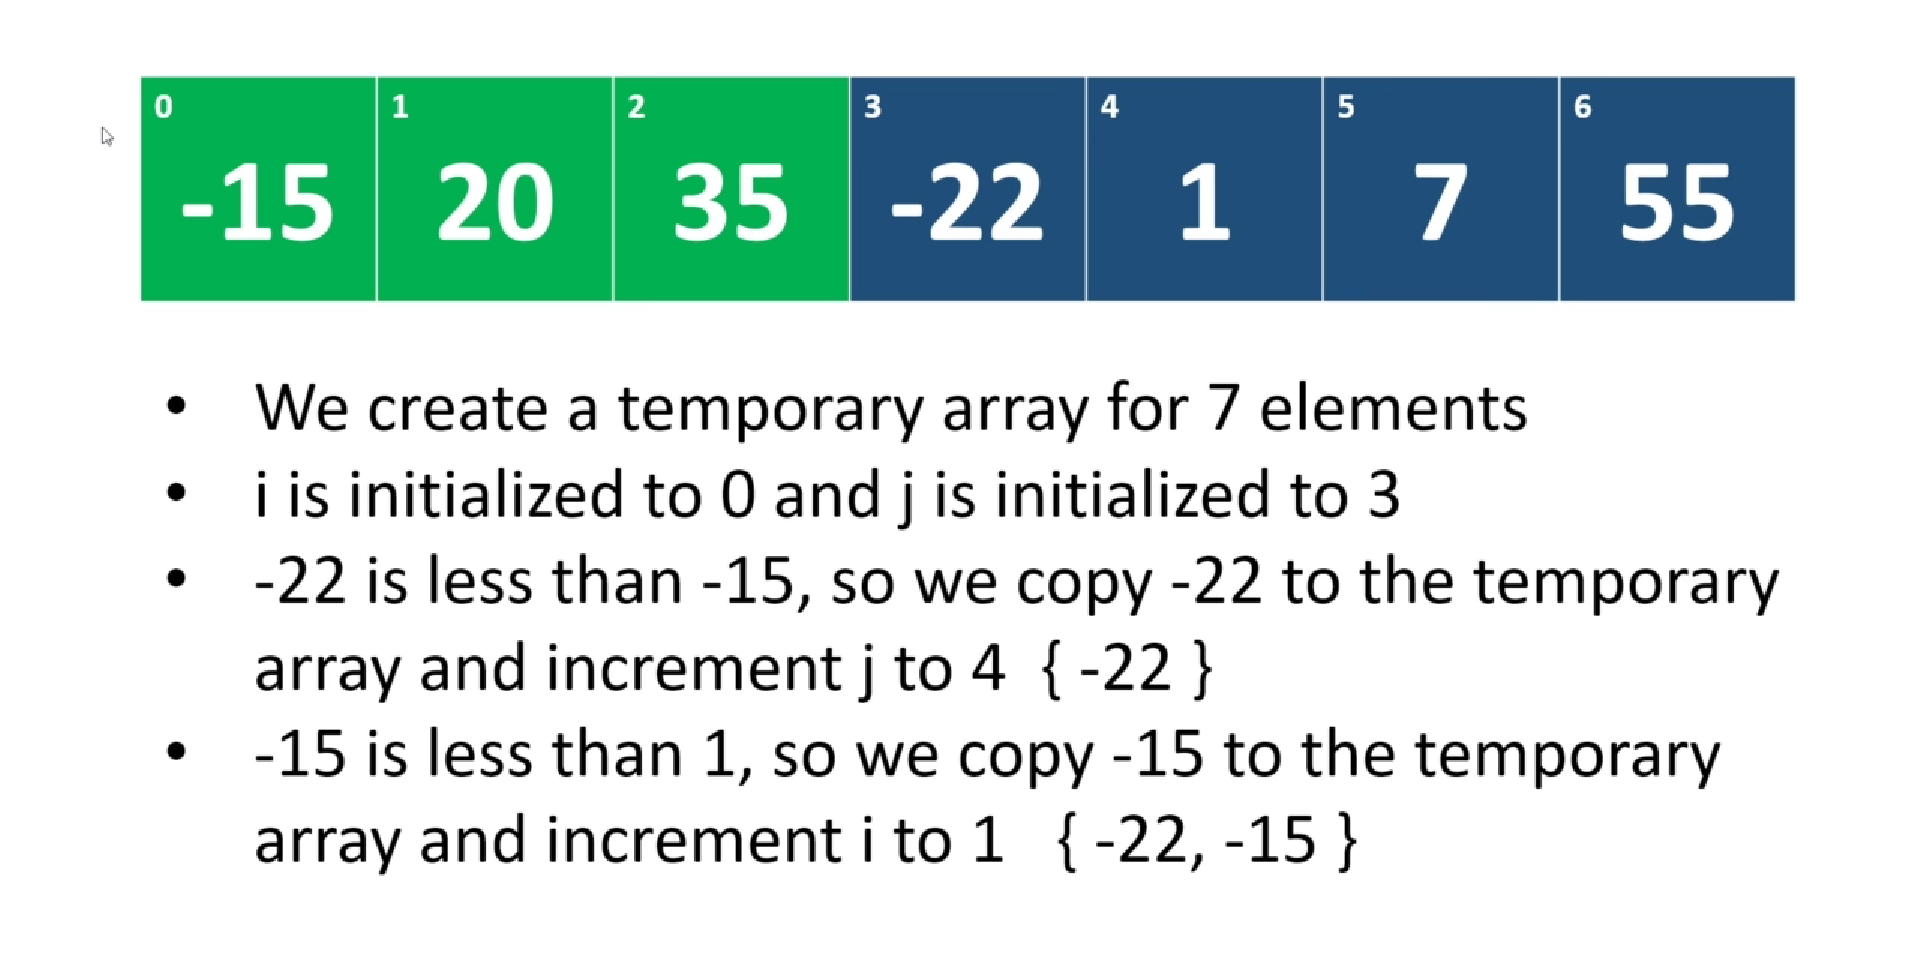 0 1 2 3 4 5 6
-15 20 35 -22 1 7 55
• We create a temporary array for 7 elements
• i is initialized to 0 and j is initialized to 3
• -22 is less than -15, so we copy -22 to the temporary
array and increment j to 4 { -22 }
• -15 is less than 1, so we copy -15 to the temporary
array and increment i to 1 { -22, -15 }